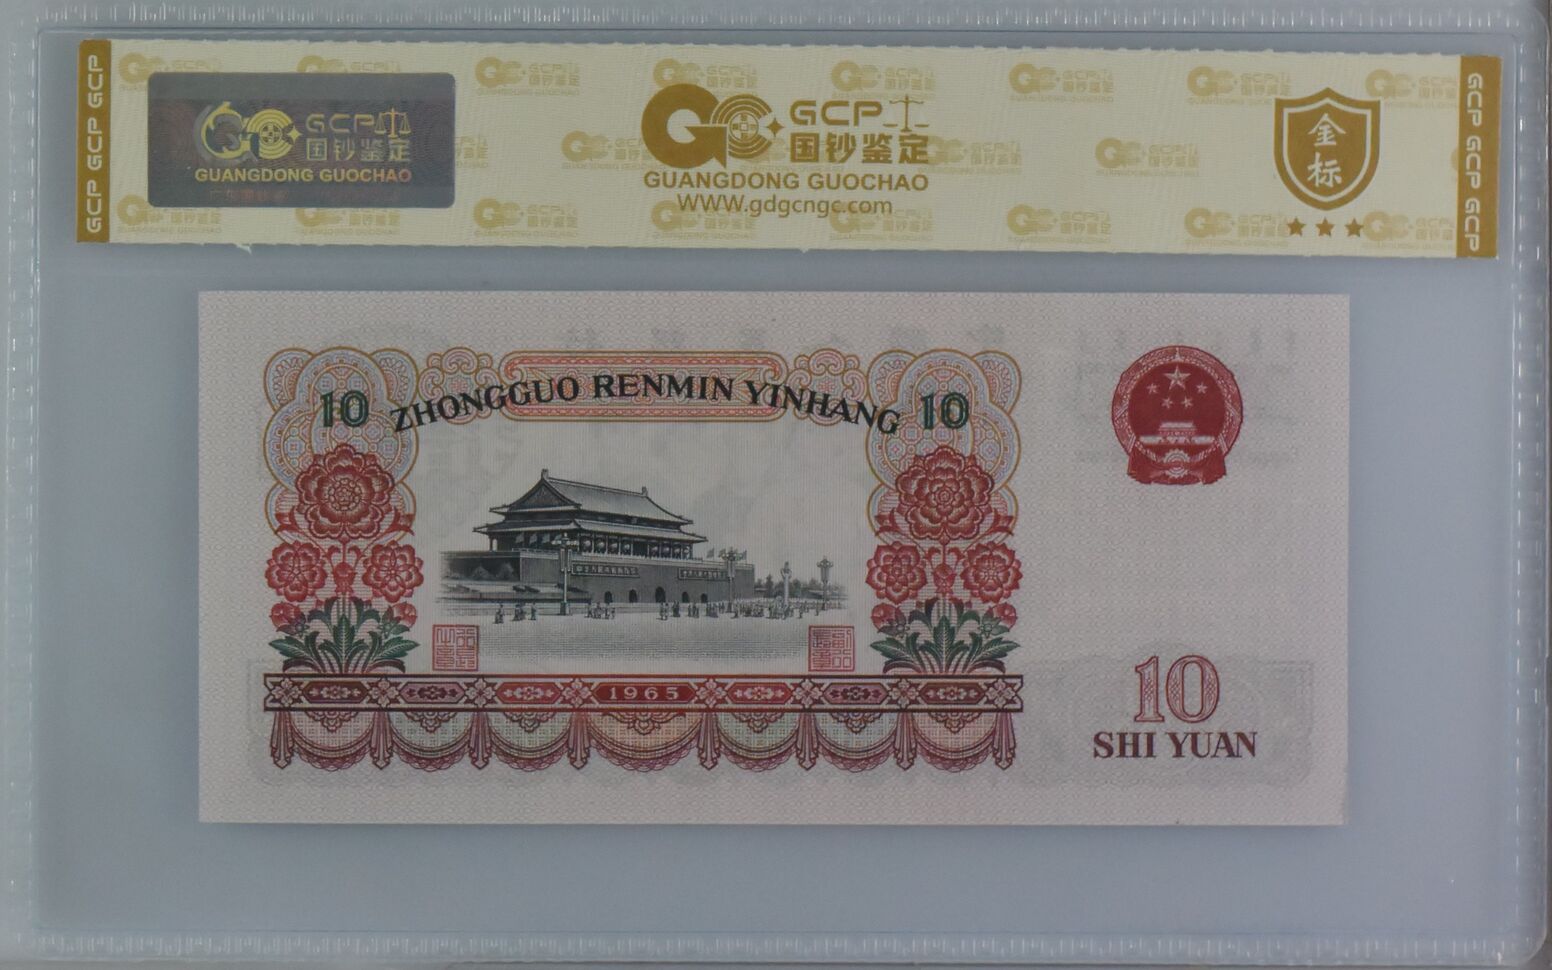 GCP GCP GCP
GCP
国钞鉴定
GUANGDONG GUOCHAO
GCP
国钞鉴定
GUANGDONG GUOCHAO
WWW.gdgcngc.com
金标
GCP GCP GCP
10 ZHONGGUO RENMIN YINHANG 10
1965
10
SHI YUAN